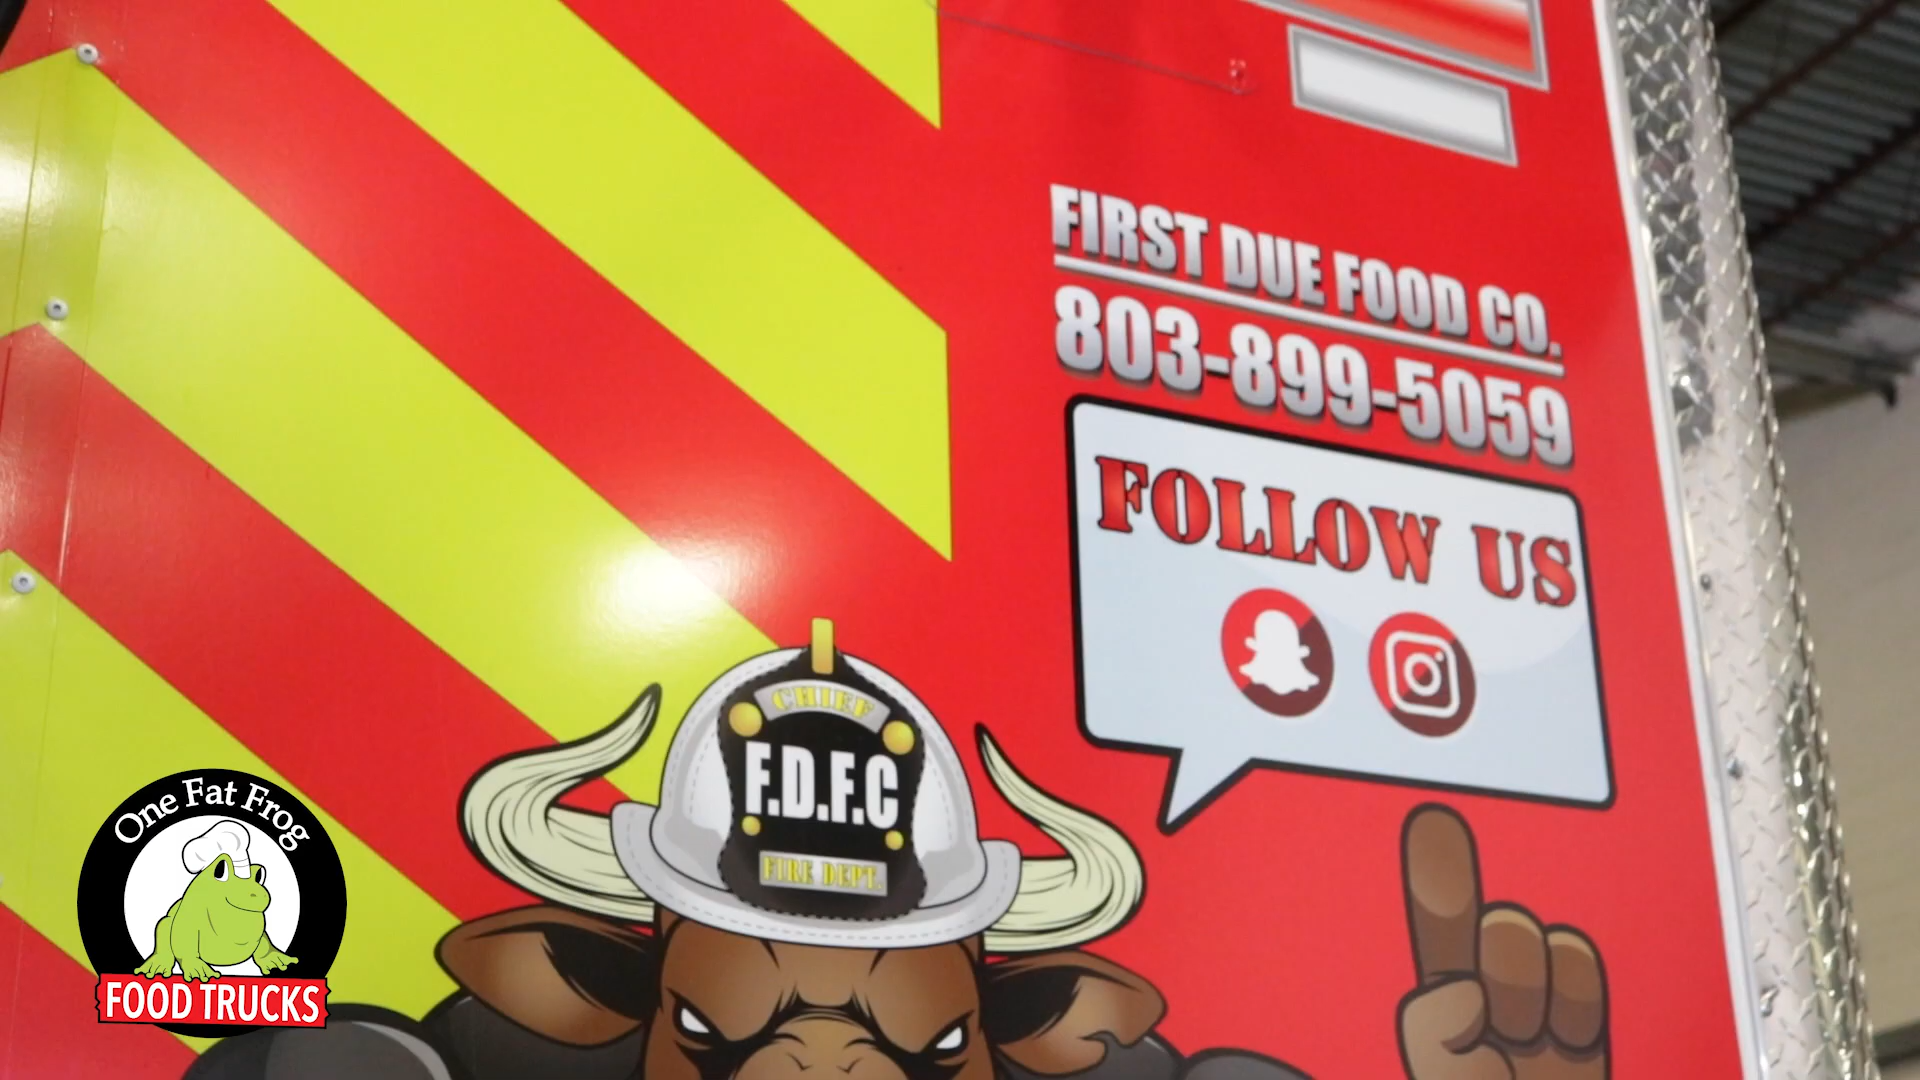 FIRST DUE FOOD CO.
803-899-5059
FOLLOW US
CHIEF
F.D.F.C
FIRE DEPT.
One Fat Frog
FOOD TRUCKS